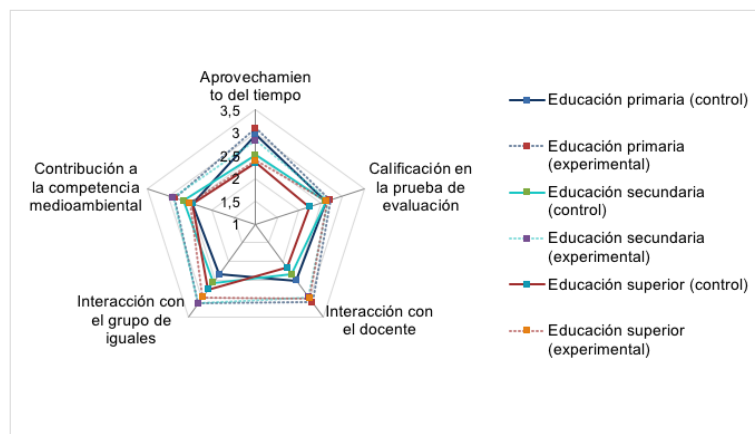 Aprovechamien
to del tiempo
3,5
3
2,5
2
1,5
1
Calificación en
la prueba de
evaluación
Interacción con
el docente
Interacción con
el grupo de
iguales
Contribución a
la competencia
medioambiental
Educación primaria (control)
Educación primaria
(experimental)
Educación secundaria
(control)
Educación secundaria
(experimental)
Educación superior (control)
Educación superior
(experimental)